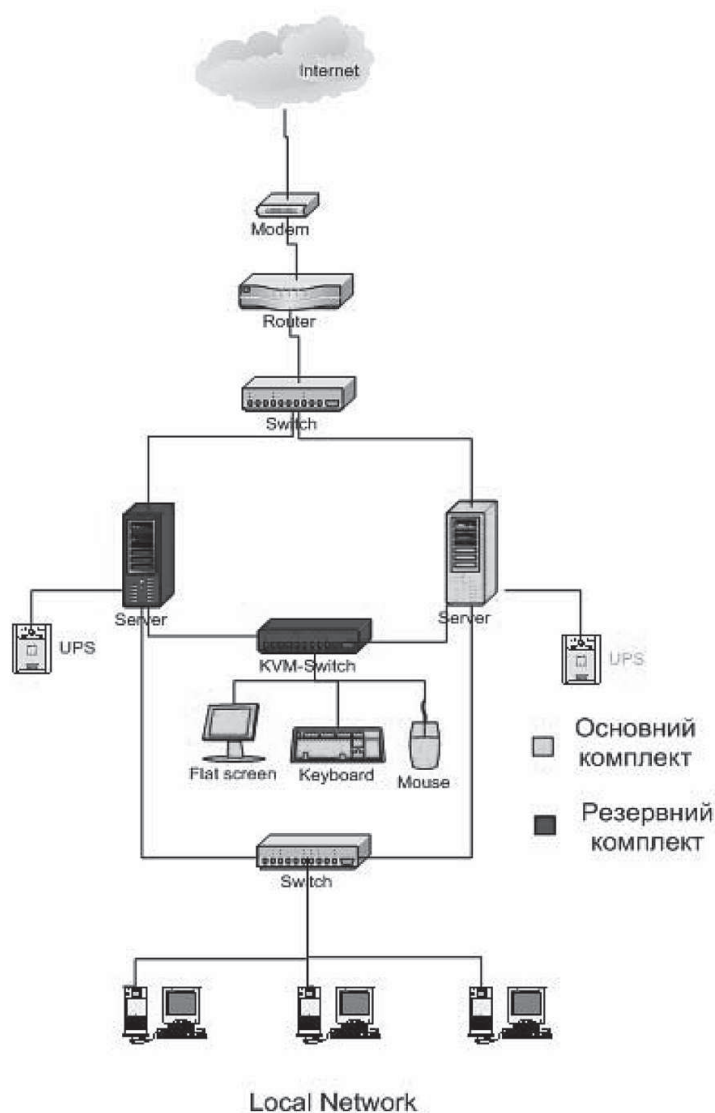 Internet
Modem
Router
Switch
Server
Server
UPS
KVM-Switch
UPS
Flat screen
Keyboard
Mouse
Основний
комплект
Резервний
комплект
Switch
Local Network